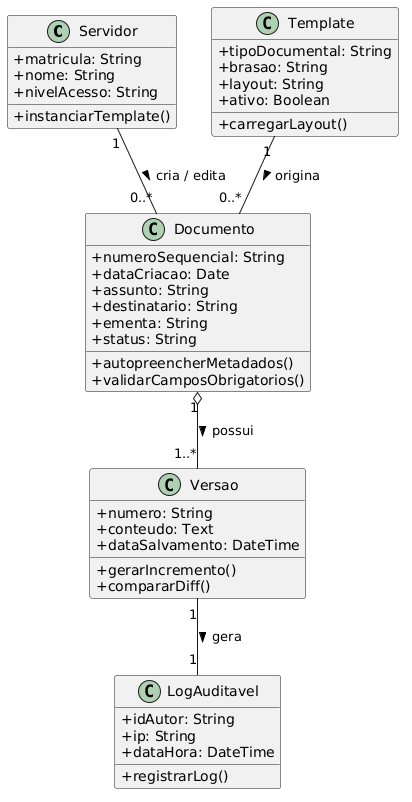 C Servidor
+matricula: String
+nome: String
+nivelAcesso: String
+instanciarTemplate()
C Template
+tipoDocumental: String
+brasao: String
+layout: String
+ativo: Boolean
+carregarLayout()
1
cria / edita
0..*
1
origina
0..*
C Documento
+numeroSequencial: String
+dataCriacao: Date
+assunto: String
+destinatario: String
+ementa: String
+status: String
+autopreencherMetadados()
+validarCamposObrigatorios()
1
possui
1..*
C Versao
+numero: String
+conteudo: Text
+dataSalvamento: DateTime
+gerarIncremento()
+compararDiff()
1
gera
1
C LogAuditavel
+idAutor: String
+ip: String
+dataHora: DateTime
+registrarLog()